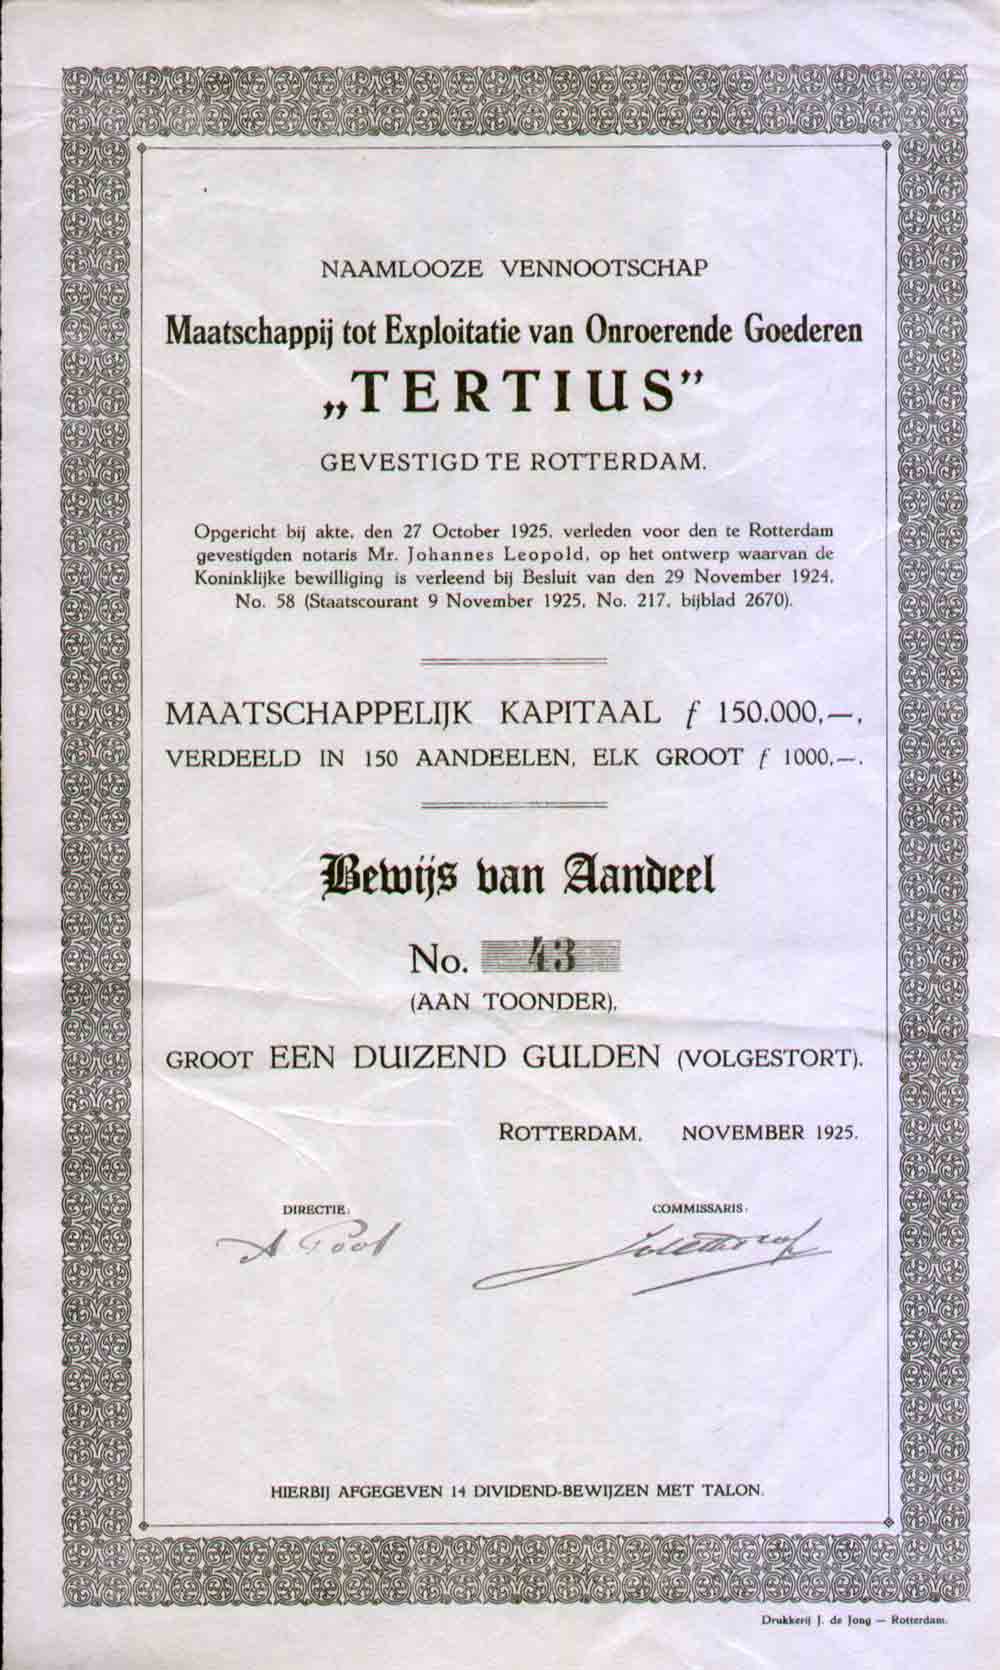 NAAMLOOZE VENNOOTSCHAP
Maatschappij tot Exploitatie van Onroerende Goederen
„TERTIUS”
GEVESTIGD TE ROTTERDAM.
Opgericht bij akte, den 27 October 1925, verleden voor den te Rotterdam
gevestigden notaris Mr. Johannes Leopold, op het ontwerp waarvan de
Koninklijke bewilliging is verleend bij Besluit van den 29 November 1924,
No. 58 (Staatscourant 9 November 1925, No. 217, bijblad 2670).
MAATSCHAPPELIJK KAPITAAL ƒ 150.000,—,
VERDEELD IN 150 AANDEELEN, ELK GROOT ƒ 1000,—.
Bewijs van Aandeel
No. 43
(AAN TOONDER),
GROOT EEN DUIZEND GULDEN (VOLGESTORT).
ROTTERDAM, NOVEMBER 1925.
DIRECTIE:
COMMISSARIS:
A Poot
HIERBIJ AFGEGEVEN 14 DIVIDEND-BEWIJZEN MET TALON.
Drukkerij J. de Jong — Rotterdam.